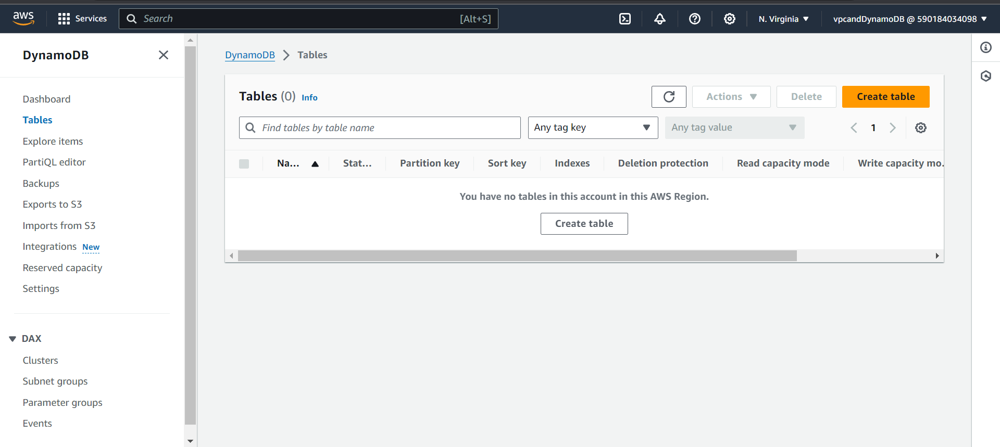 aws Services Search [Alt+S] N. Virginia vpcandDynamoDB @ 590184034098
DynamoDB
Dashboard
Tables
Explore items
PartiQL editor
Backups
Exports to S3
Imports from S3
Integrations New
Reserved capacity
Settings
DAX
Clusters
Subnet groups
Parameter groups
Events
DynamoDB > Tables
Tables (0) Info Actions Delete Create table
Find tables by table name Any tag key Any tag value 1
Na... Stat... Partition key Sort key Indexes Deletion protection Read capacity mode Write capacity mo.
You have no tables in this account in this AWS Region.
Create table